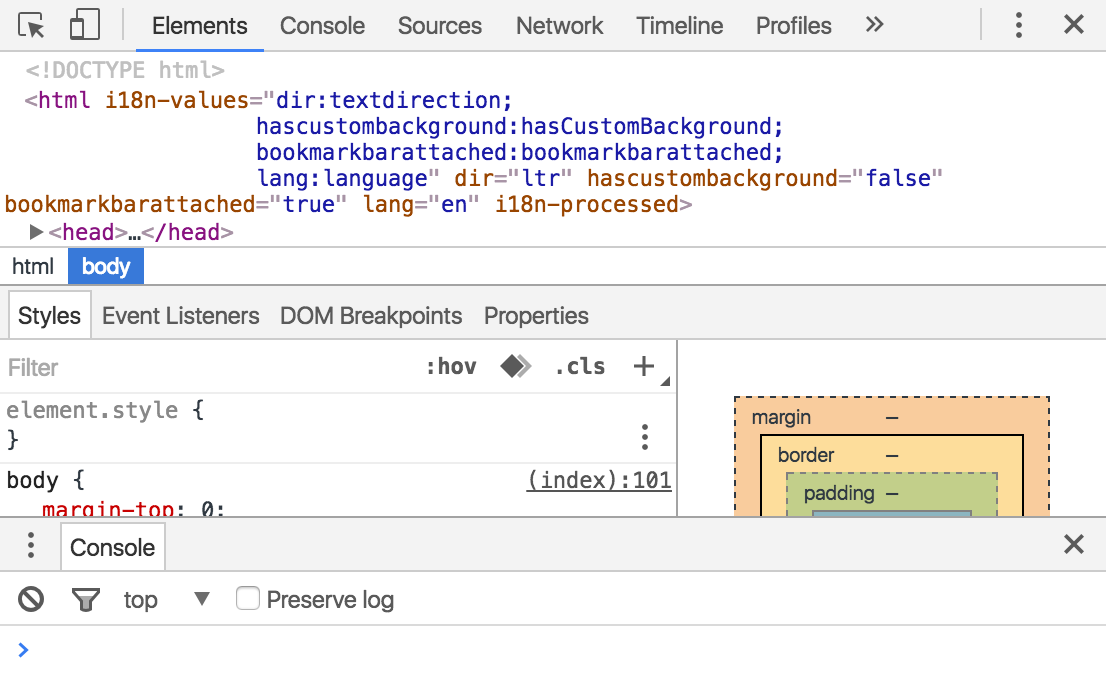 Elements Console Sources Network Timeline Profiles »
<!DOCTYPE html>
<html i18n-values="dir:textdirection;
hascustombackground:hasCustomBackground;
bookmarkbarattached:bookmarkbarattached;
lang:language" dir="ltr" hascustombackground="false"
bookmarkbarattached="true" lang="en" i18n-processed>
▶<head>…</head>
html body
Styles Event Listeners DOM Breakpoints Properties
Filter :hov .cls +
element.style {
}
body { (index):101
margin-top: 0;
margin –
border –
padding –
Console
top ▼ Preserve log
>